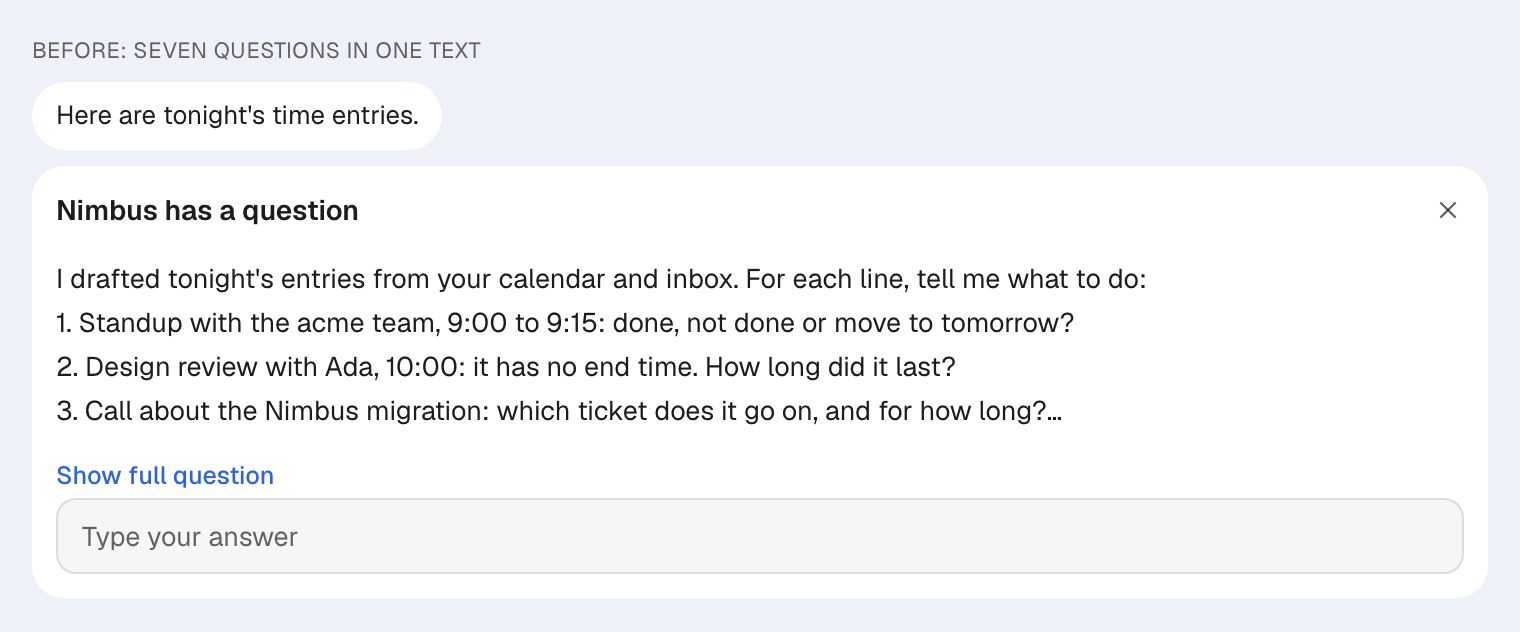 BEFORE: SEVEN QUESTIONS IN ONE TEXT
Here are tonight's time entries.
Nimbus has a question
I drafted tonight's entries from your calendar and inbox. For each line, tell me what to do:
1. Standup with the acme team, 9:00 to 9:15: done, not done or move to tomorrow?
2. Design review with Ada, 10:00: it has no end time. How long did it last?
3. Call about the Nimbus migration: which ticket does it go on, and for how long?...
Show full question
Type your answer